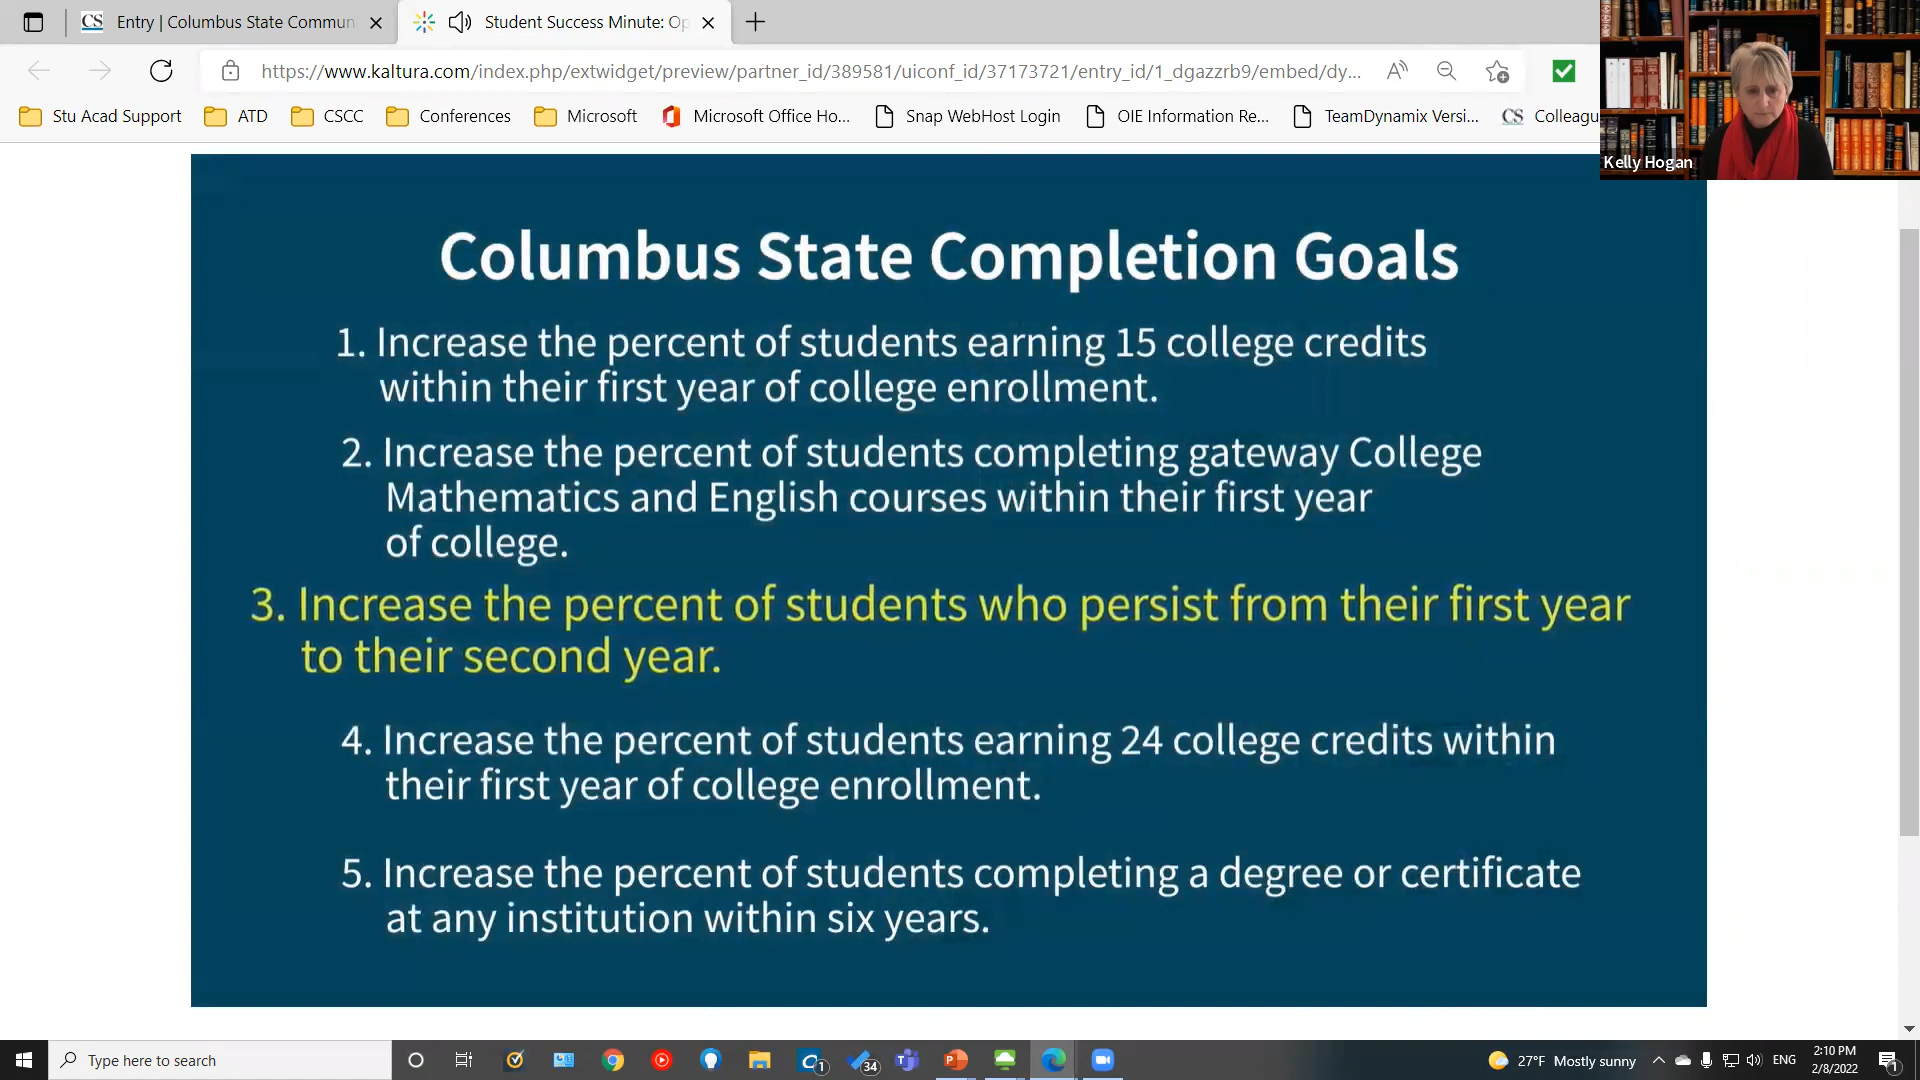 Entry | Columbus State Commun
Student Success Minute: Op
https://www.kaltura.com/index.php/extwidget/preview/partner_id/389581/uiconf_id/37173721/entry_id/1_dgazzrb9/embed/dy...
Stu Acad Support
ATD
CSCC
Conferences
Microsoft
Microsoft Office Ho...
Snap WebHost Login
OIE Information Re...
TeamDynamix Versi...
CS
Colleagu
Kelly Hogan
Columbus State Completion Goals
1. Increase the percent of students earning 15 college credits
within their first year of college enrollment.
2. Increase the percent of students completing gateway College
Mathematics and English courses within their first year
of college.
3. Increase the percent of students who persist from their first year
to their second year.
4. Increase the percent of students earning 24 college credits within
their first year of college enrollment.
5. Increase the percent of students completing a degree or certificate
at any institution within six years.
Type here to search
1
34
27°F Mostly sunny
ENG
2:10 PM
2/8/2022
1